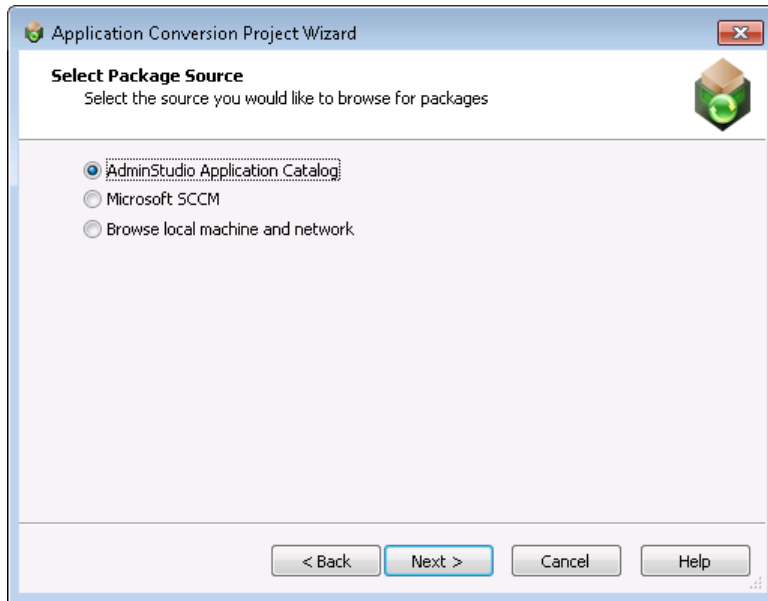 Application Conversion Project Wizard
Select Package Source
Select the source you would like to browse for packages
AdminStudio Application Catalog
Microsoft SCCM
Browse local machine and network
< Back Next > Cancel Help